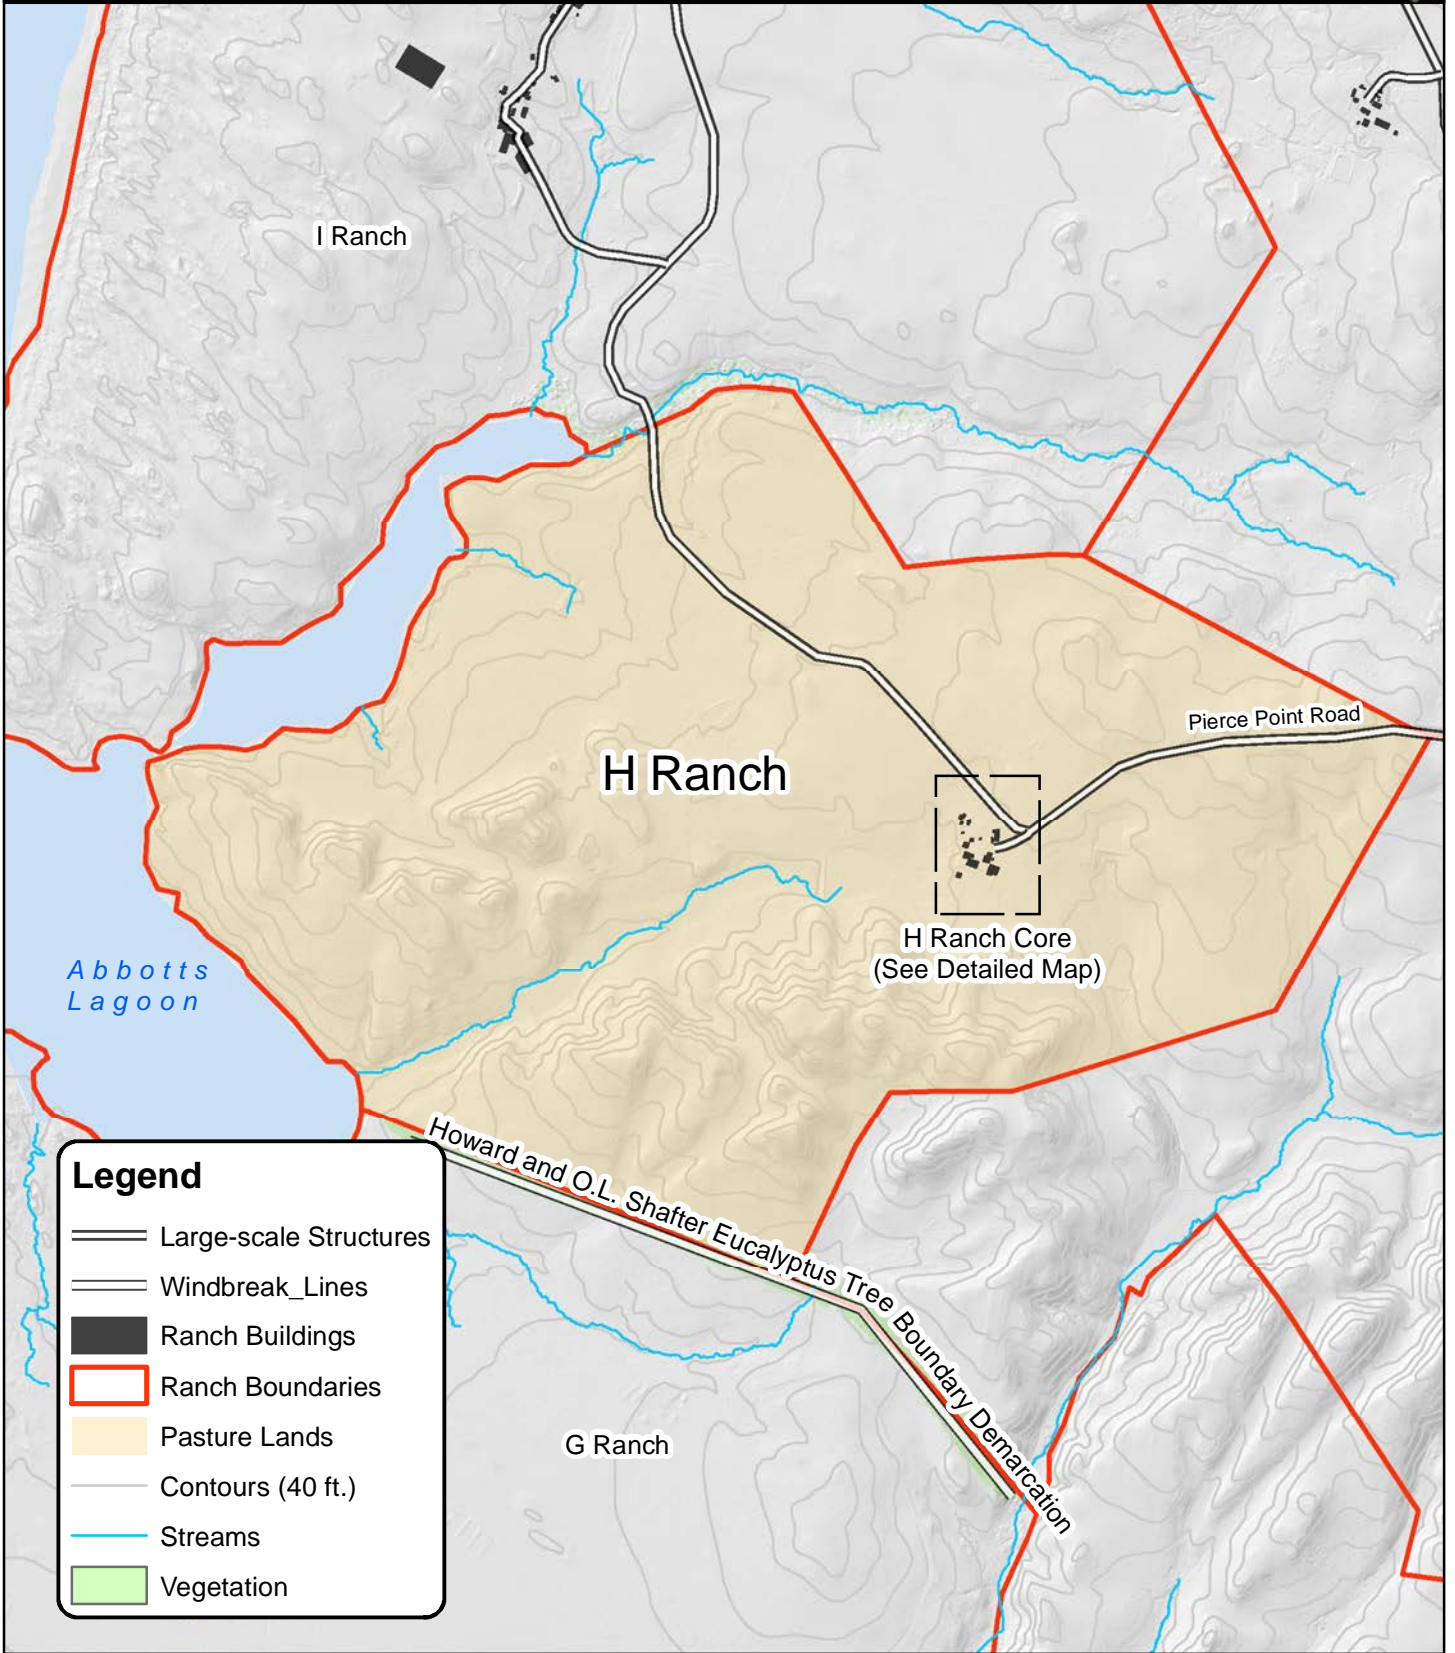 I Ranch
Pierce Point Road
H Ranch
H Ranch Core
(See Detailed Map)
Abbotts
Lagoon
Howard and O.L. Shafter Eucalyptus Tree Boundary Demarcation
G Ranch
Legend
Large-scale Structures
Windbreak_Lines
Ranch Buildings
Ranch Boundaries
Pasture Lands
Contours (40 ft.)
Streams
Vegetation